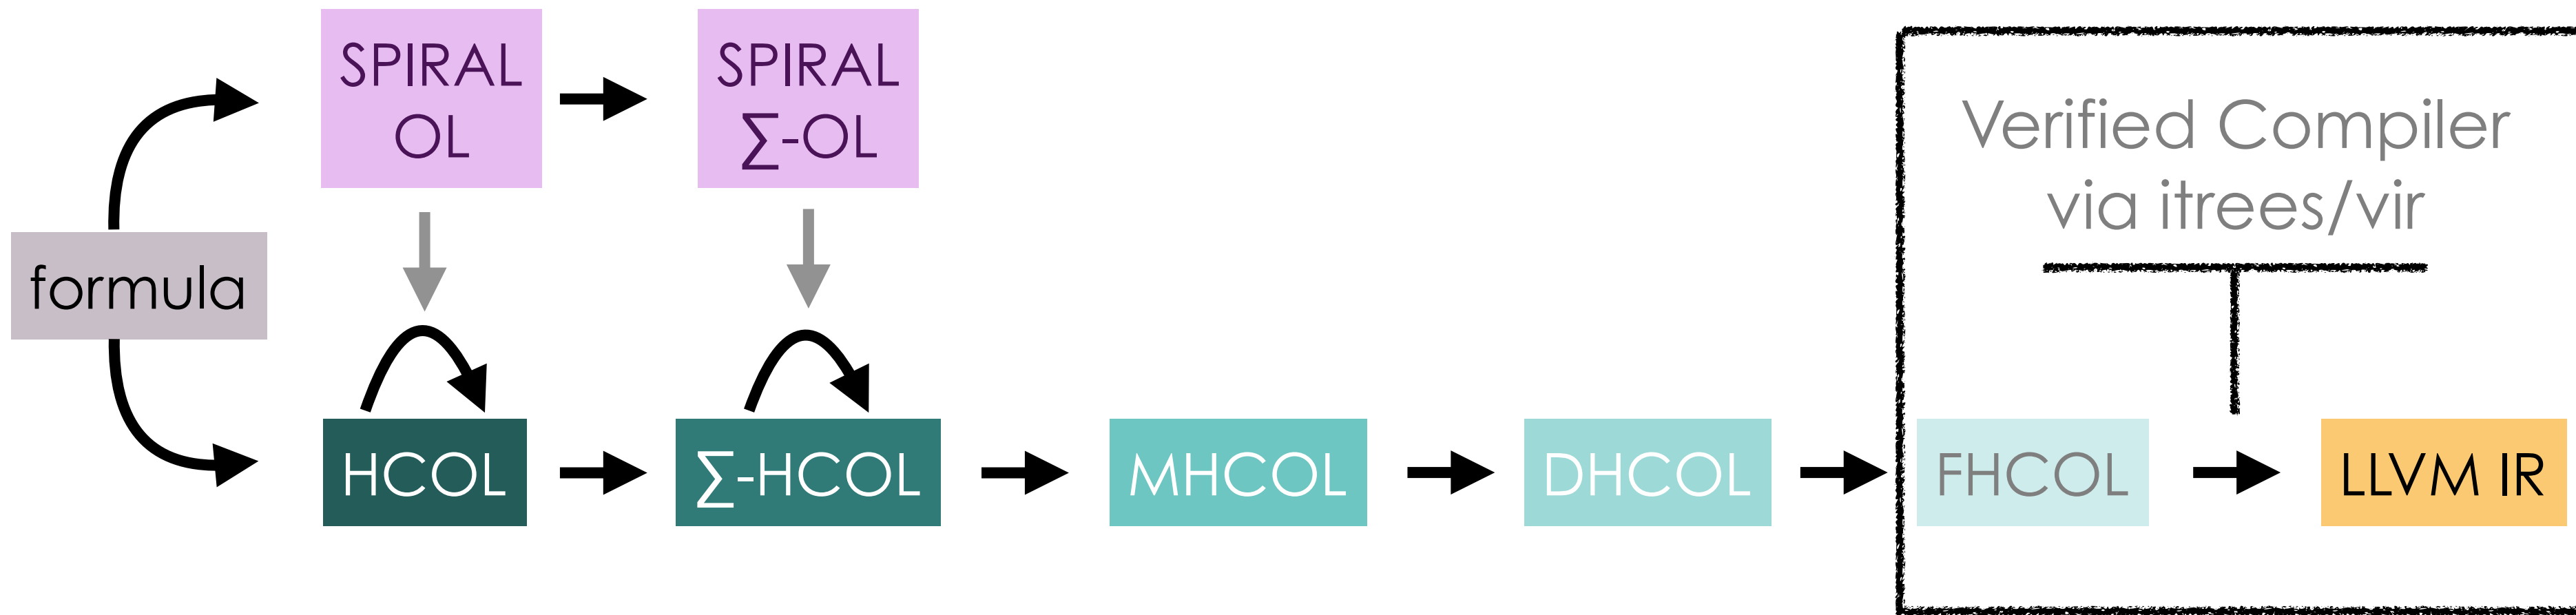 SPIRAL
OL
SPIRAL
∑-OL
Verified Compiler
via itrees/vir
formula
HCOL
∑-HCOL
MHCOL
DHCOL
FHCOL
LLVM IR